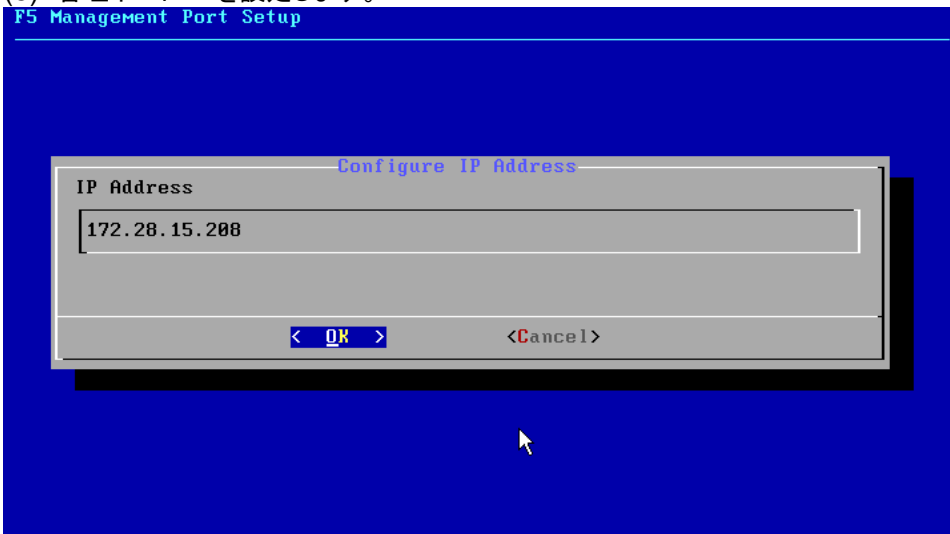 F5 Management Port Setup
Configure IP Address
IP Address
172.28.15.208
< OK >
<Cancel>